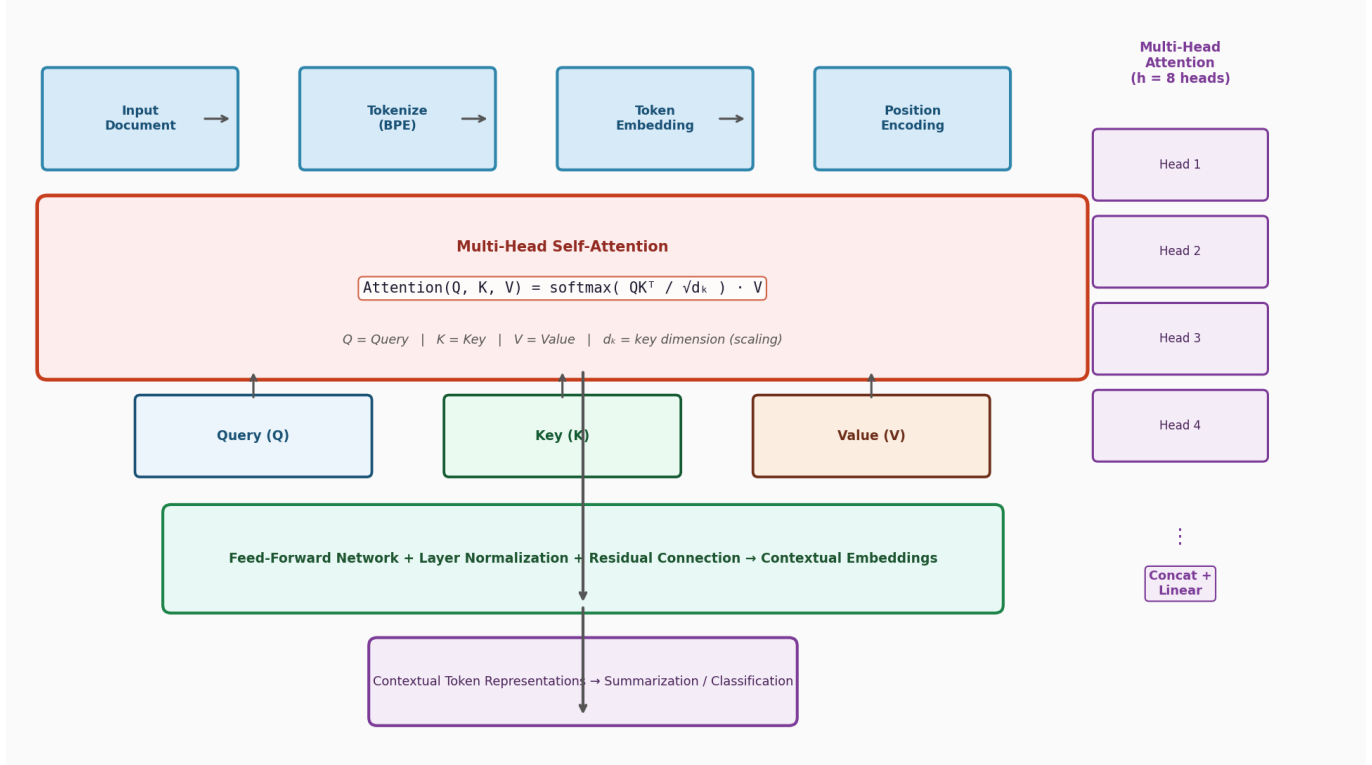 Input
Document
Tokenize
(BPE)
Token
Embedding
Position
Encoding
Multi-Head Self-Attention
Attention(Q, K, V) = softmax( QKᵀ / √dₖ ) · V
Q = Query | K = Key | V = Value | dₖ = key dimension (scaling)
Query (Q)
Key (K)
Value (V)
Feed-Forward Network + Layer Normalization + Residual Connection → Contextual Embeddings
Contextual Token Representations → Summarization / Classification
Multi-Head
Attention
(h = 8 heads)
Head 1
Head 2
Head 3
Head 4
⋮
Concat +
Linear